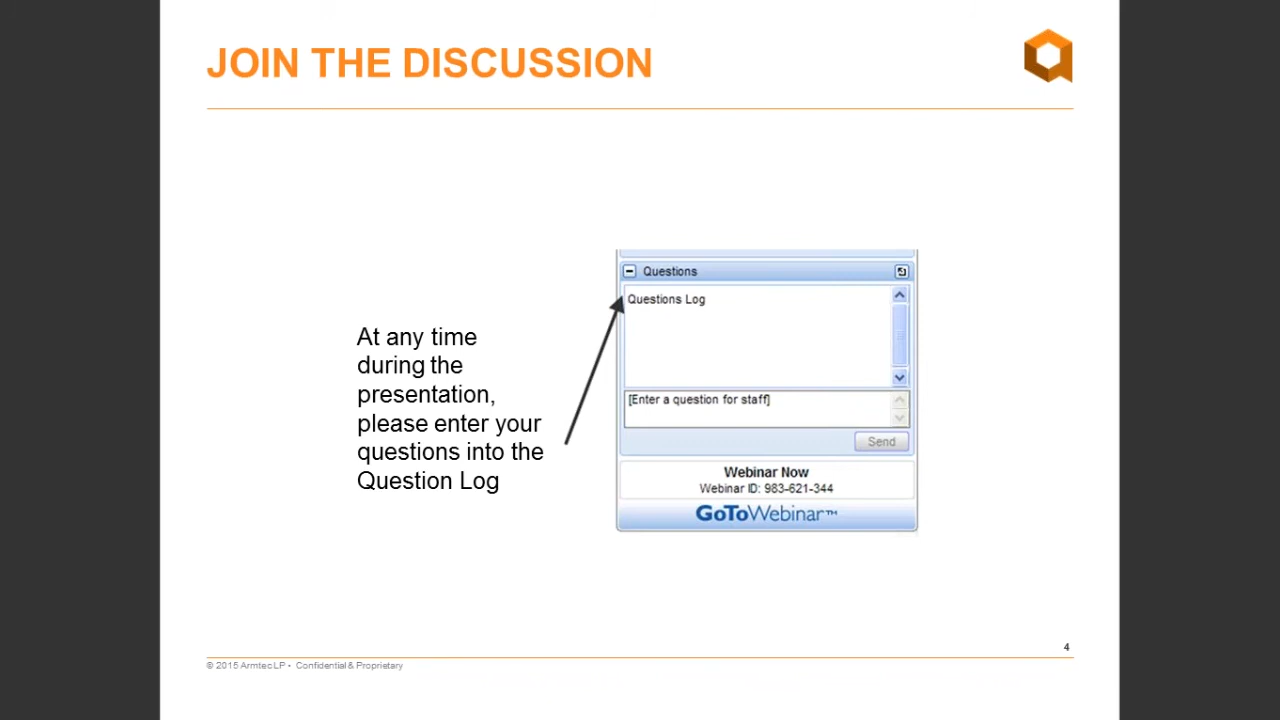 JOIN THE DISCUSSION
At any time
during the
presentation,
please enter your
questions into the
Question Log
Questions
Questions Log
[Enter a question for staff]
Send
Webinar Now
Webinar ID: 983-621-344
GoToWebinar™
4
© 2015 Armtec LP • Confidential & Proprietary